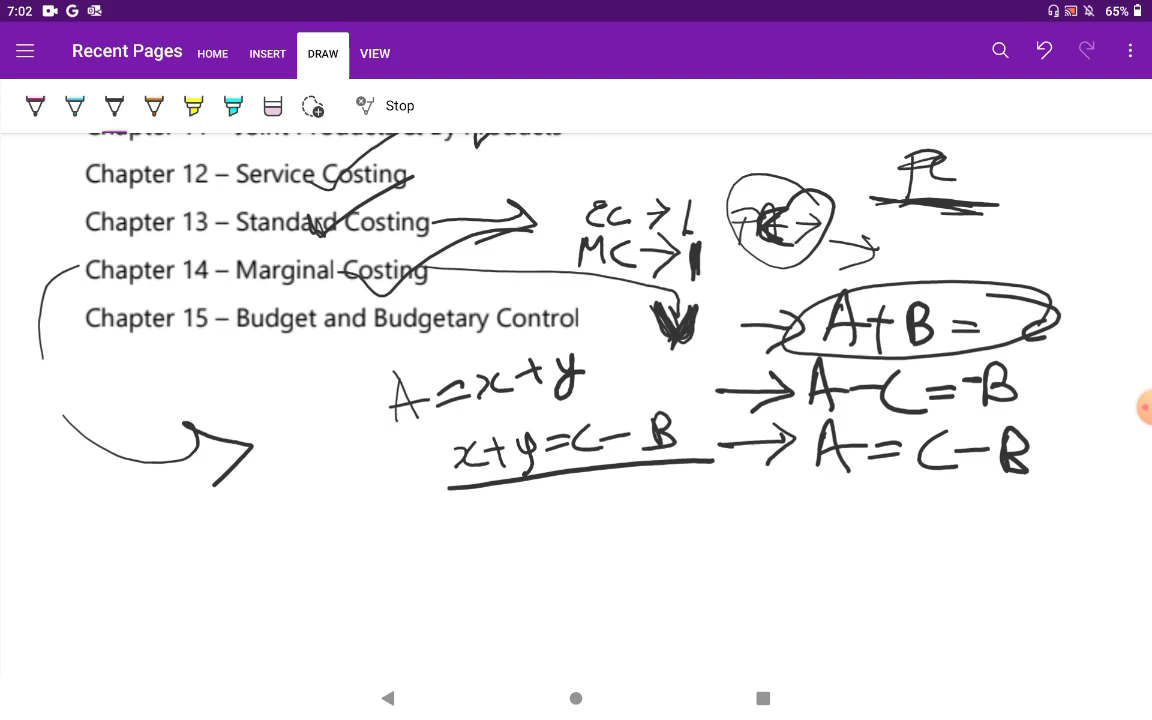 7:02 G 65%
Recent Pages HOME INSERT DRAW VIEW
Stop
Chapter 12 – Service Costing
Chapter 13 – Standard Costing
Chapter 14 – Marginal Costing
Chapter 15 – Budget and Budgetary Control
MC →
A + B =
A = x + y
A - C = -B
x + y = C - B
A = C - B